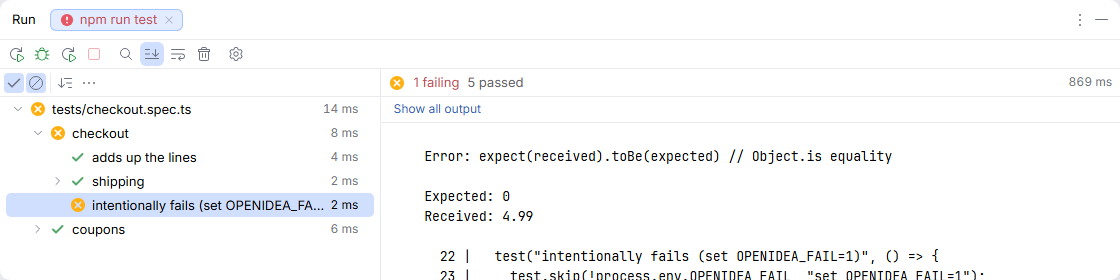 Run npm run test
1 failing 5 passed 869 ms
tests/checkout.spec.ts 14 ms
checkout 8 ms
adds up the lines 4 ms
shipping 2 ms
intentionally fails (set OPENIDEA_FA... 2 ms
coupons 6 ms
Show all output
Error: expect(received).toBe(expected) // Object.is equality
Expected: 0
Received: 4.99
22 | test("intentionally fails (set OPENIDEA_FAIL=1)", () => {
23 | test.skip(!process.env.OPENIDEA_FAIL "set OPENIDEA_FAIL=1");